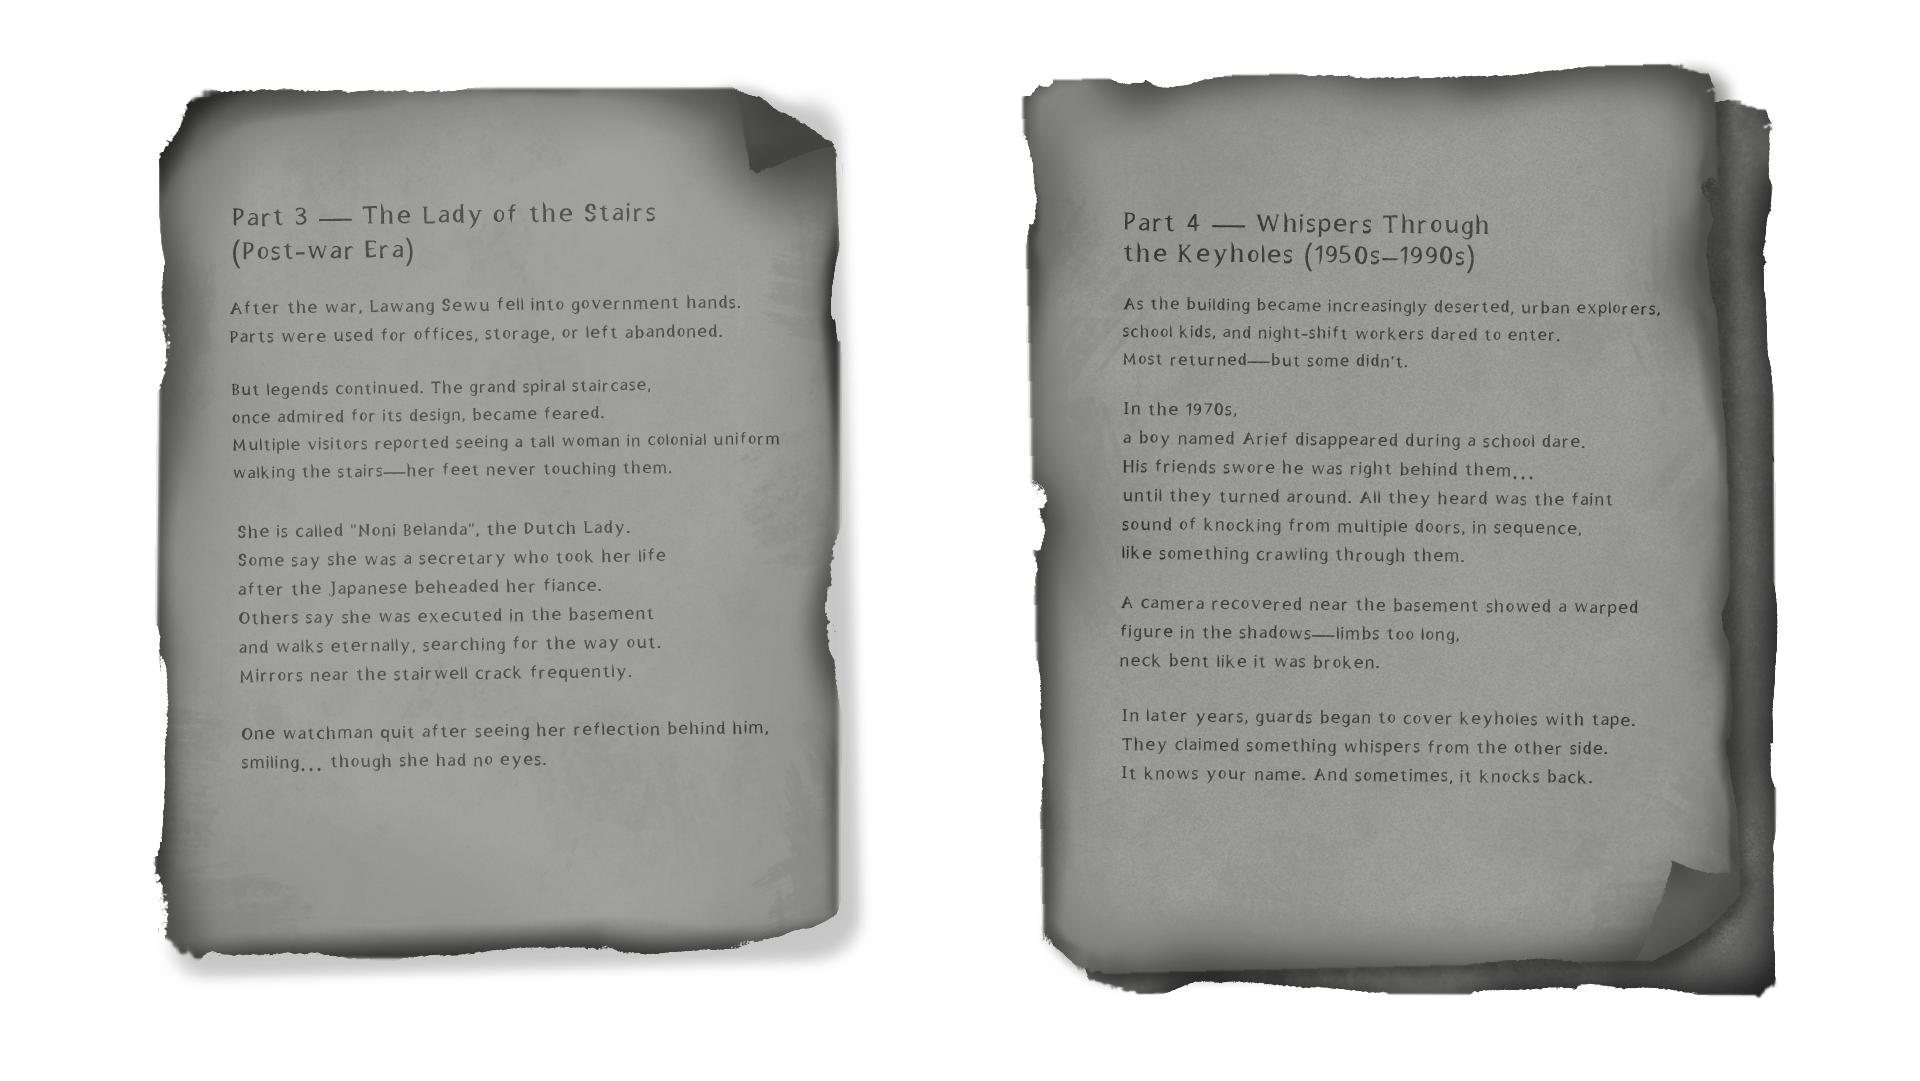 Part 3 — The Lady of the Stairs
(Post-war Era)
After the war, Lawang Sewu fell into government hands.
Parts were used for offices, storage, or left abandoned.
But legends continued. The grand spiral staircase,
once admired for its design, became feared.
Multiple visitors reported seeing a tall woman in colonial uniform
walking the stairs—her feet never touching them.
She is called "Noni Belanda", the Dutch Lady.
Some say she was a secretary who took her life
after the Japanese beheaded her fiance.
Others say she was executed in the basement
and walks eternally, searching for the way out.
Mirrors near the stairwell crack frequently.
One watchman quit after seeing her reflection behind him,
smiling... though she had no eyes.
Part 4 — Whispers Through
the Keyholes (1950s–1990s)
As the building became increasingly deserted, urban explorers,
school kids, and night-shift workers dared to enter.
Most returned—but some didn't.
In the 1970s,
a boy named Arief disappeared during a school dare.
His friends swore he was right behind them...
until they turned around. All they heard was the faint
sound of knocking from multiple doors, in sequence,
like something crawling through them.
A camera recovered near the basement showed a warped
figure in the shadows—limbs too long,
neck bent like it was broken.
In later years, guards began to cover keyholes with tape.
They claimed something whispers from the other side.
It knows your name. And sometimes, it knocks back.